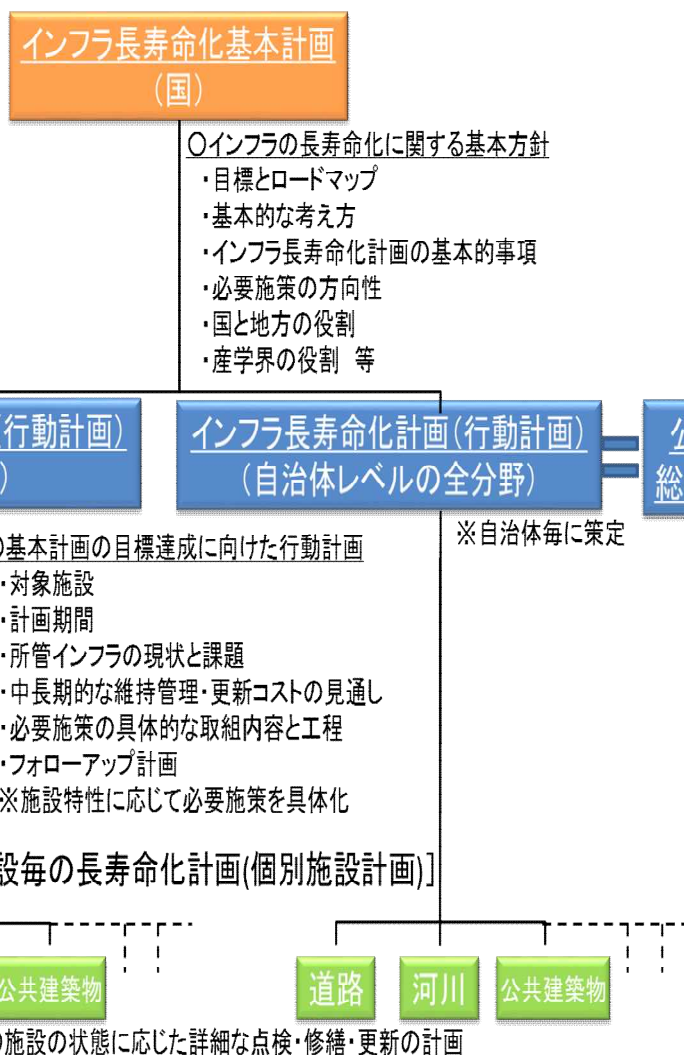 インフラ長寿命化基本計画
(国)
○インフラの長寿命化に関する基本方針
・目標とロードマップ
・基本的な考え方
・インフラ長寿命化計画の基本的事項
・必要施策の方向性
・国と地方の役割
・産学界の役割 等
(行動計画)
)
インフラ長寿命化計画(行動計画)
(自治体レベルの全分野)
公
総
※自治体毎に策定
の基本計画の目標達成に向けた行動計画
・対象施設
・計画期間
・所管インフラの現状と課題
・中長期的な維持管理・更新コストの見通し
・必要施策の具体的な取組内容と工程
・フォローアップ計画
※施設特性に応じて必要施策を具体化
設毎の長寿命化計画(個別施設計画)]
公共建築物
道路
河川
公共建築物
の施設の状態に応じた詳細な点検・修繕・更新の計画